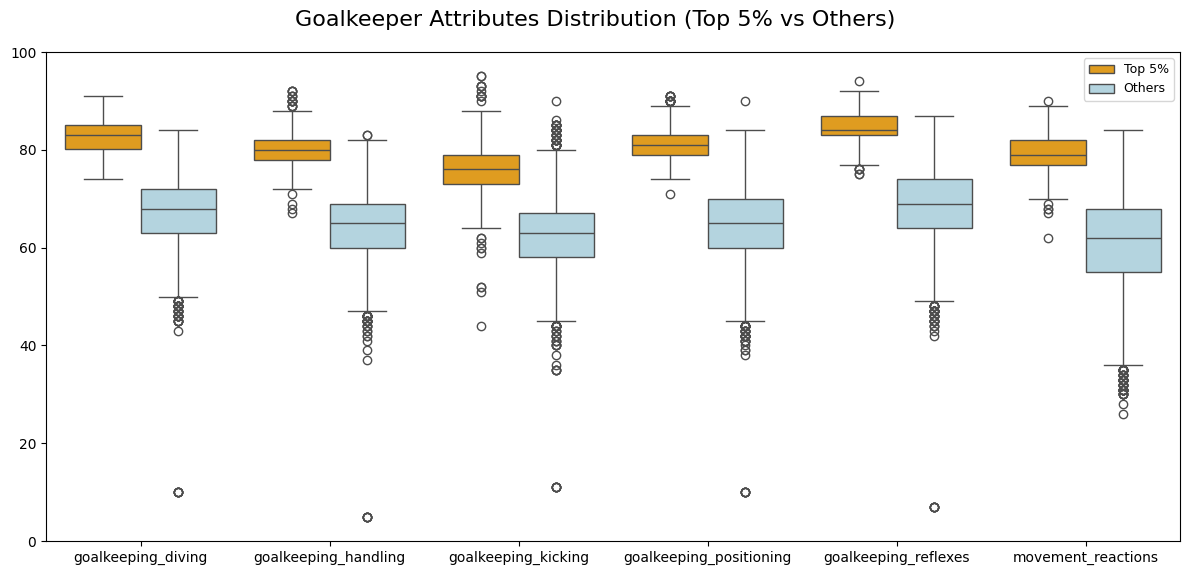 Goalkeeper Attributes Distribution (Top 5% vs Others)
100
80
60
40
20
0
Top 5%
Others
goalkeeping_diving
goalkeeping_handling
goalkeeping_kicking
goalkeeping_positioning
goalkeeping_reflexes
movement_reactions